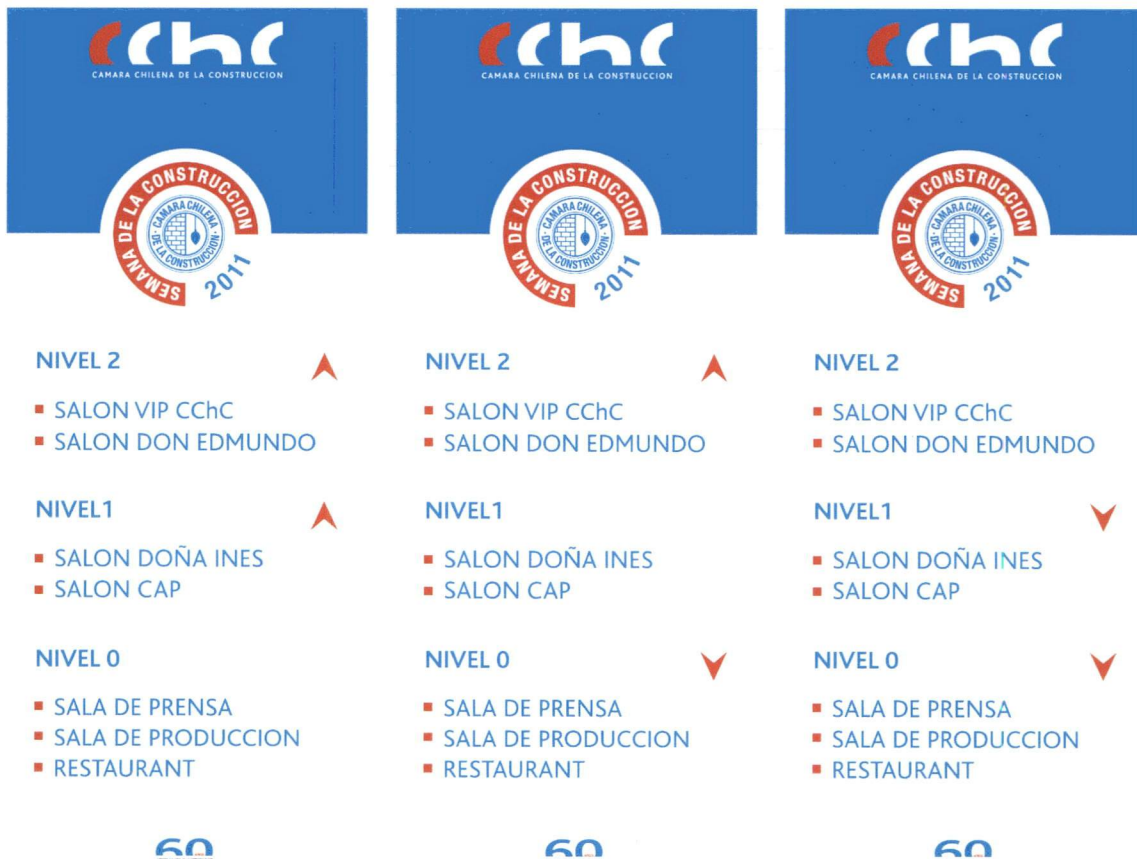 CChC
CAMARA CHILENA DE LA CONSTRUCCION
SEMANA DE LA CONSTRUCCION
2011
CAMARA CHILENA
DE LA CONSTRUCCION
NIVEL 2
SALON VIP CChC
SALON DON EDMUNDO
NIVEL1
SALON DOÑA INES
SALON CAP
NIVEL 0
SALA DE PRENSA
SALA DE PRODUCCION
RESTAURANT
60
CChC
CAMARA CHILENA DE LA CONSTRUCCION
SEMANA DE LA CONSTRUCCION
2011
CAMARA CHILENA
DE LA CONSTRUCCION
NIVEL 2
SALON VIP CChC
SALON DON EDMUNDO
NIVEL1
SALON DOÑA INES
SALON CAP
NIVEL 0
SALA DE PRENSA
SALA DE PRODUCCION
RESTAURANT
60
CChC
CAMARA CHILENA DE LA CONSTRUCCION
SEMANA DE LA CONSTRUCCION
2011
CAMARA CHILENA
DE LA CONSTRUCCION
NIVEL 2
SALON VIP CChC
SALON DON EDMUNDO
NIVEL1
SALON DOÑA INES
SALON CAP
NIVEL 0
SALA DE PRENSA
SALA DE PRODUCCION
RESTAURANT
60